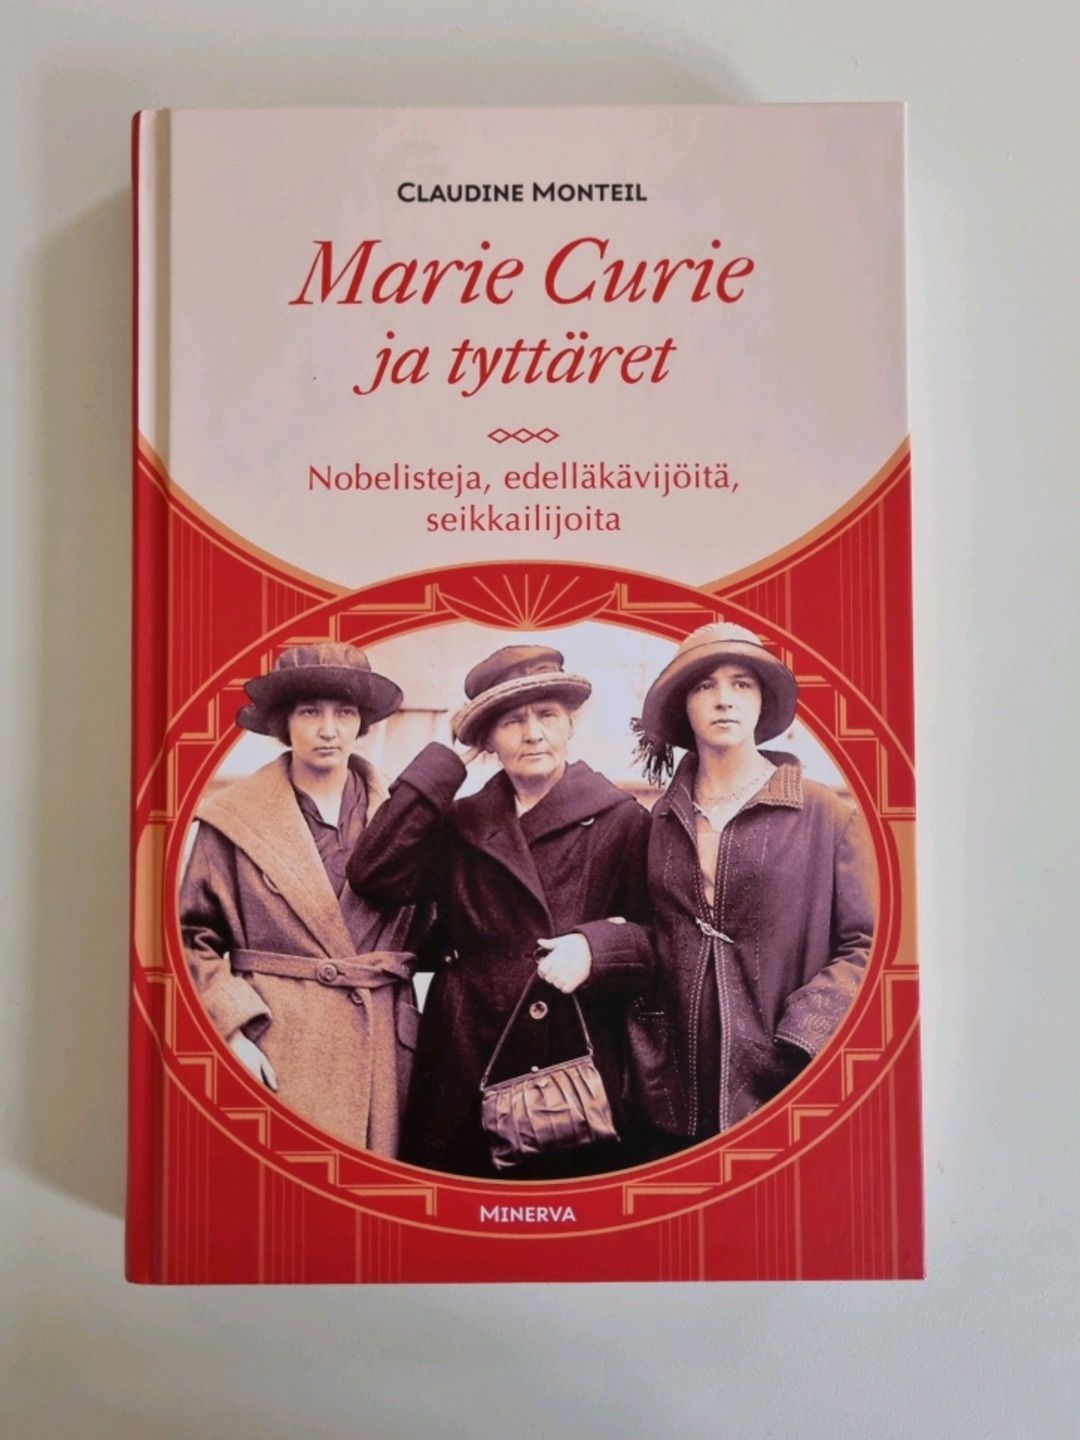 CLAUDINE MONTEIL
Marie Curie
ja tyttäret
Nobelisteja, edelläkävijöitä,
seikkailijoita
MINERVA